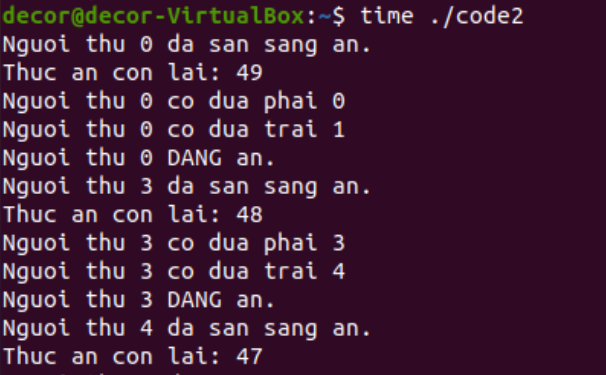 decor@decor-VirtualBox:~$ time ./code2
Nguoi thu 0 da san sang an.
Thuc an con lai: 49
Nguoi thu 0 co dua phai 0
Nguoi thu 0 co dua trai 1
Nguoi thu 0 DANG an.
Nguoi thu 3 da san sang an.
Thuc an con lai: 48
Nguoi thu 3 co dua phai 3
Nguoi thu 3 co dua trai 4
Nguoi thu 3 DANG an.
Nguoi thu 4 da san sang an.
Thuc an con lai: 47